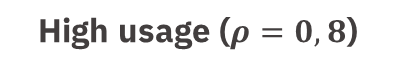 High usage (ρ = 0, 8)